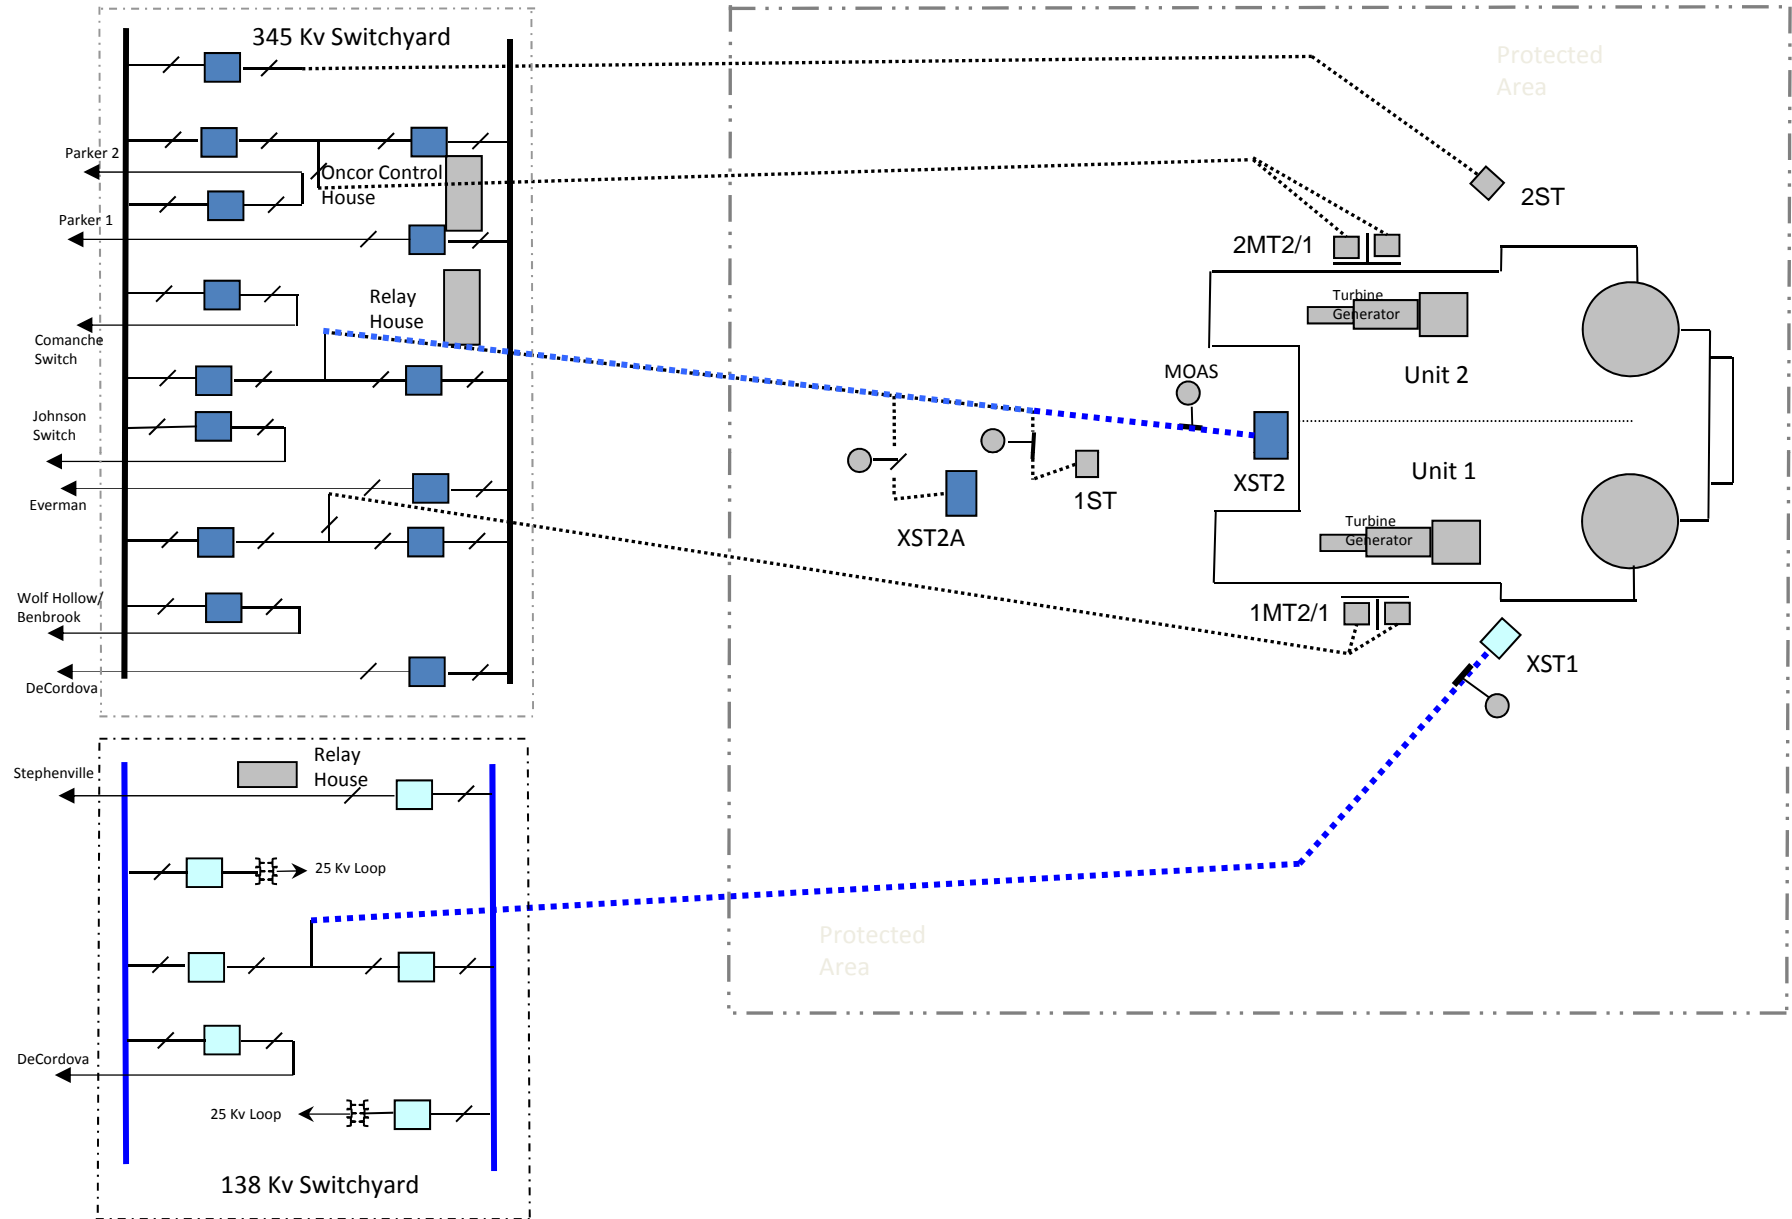 345 Kv Switchyard
Protected
Area
Parker 2
Oncor Control
House
Parker 1
2ST
2MT2/1
Relay
House
Turbine
Generator
Comanche
Switch
MOAS
Unit 2
Johnson
Switch
Unit 1
XST2
1ST
Everman
XST2A
Turbine
Generator
Wolf Hollow/
Benbrook
1MT2/1
XST1
DeCordova
Relay
House
Stephenville
25 Kv Loop
Protected
Area
DeCordova
25 Kv Loop
138 Kv Switchyard